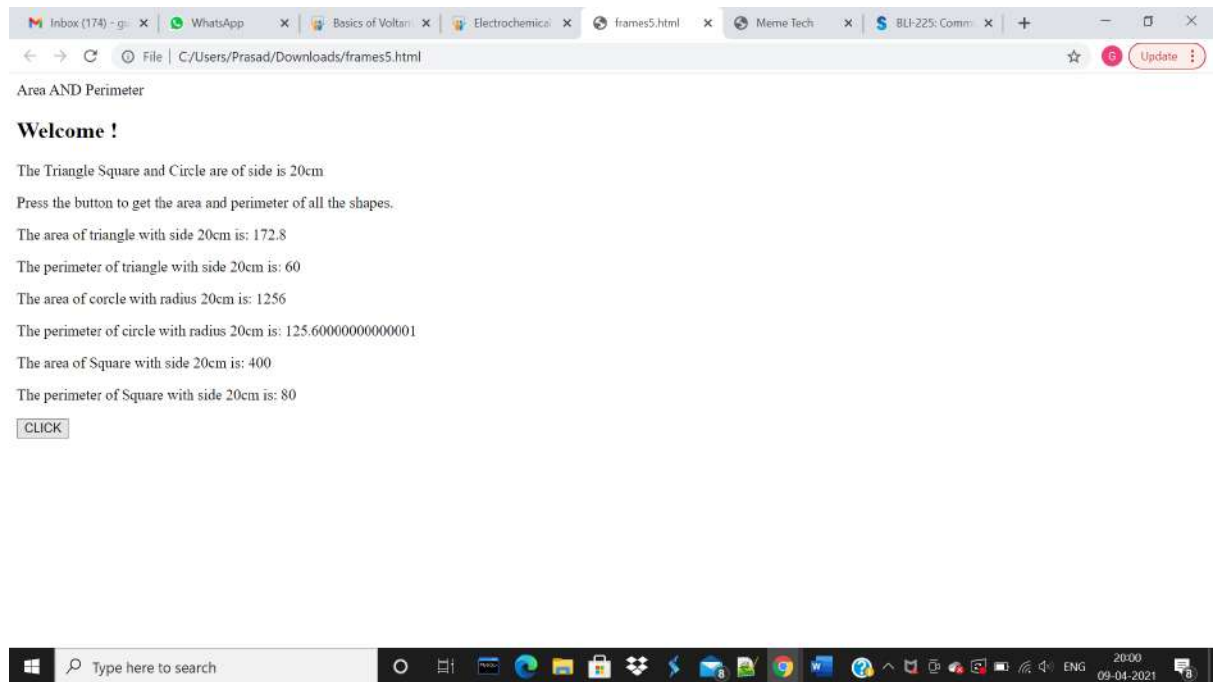 Inbox (174) - g
WhatsApp
Basics of Voltam
Electrochemical
frames5.html
Meme Tech
BLI-225: Comm
File | C:/Users/Prasad/Downloads/frames5.html
G
Update
Area AND Perimeter
Welcome !
The Triangle Square and Circle are of side is 20cm
Press the button to get the area and perimeter of all the shapes.
The area of triangle with side 20cm is: 172.8
The perimeter of triangle with side 20cm is: 60
The area of corcle with radius 20cm is: 1256
The perimeter of circle with radius 20cm is: 125.60000000000001
The area of Square with side 20cm is: 400
The perimeter of Square with side 20cm is: 80
CLICK
Type here to search
8
ENG
20:00
09-04-2021
8